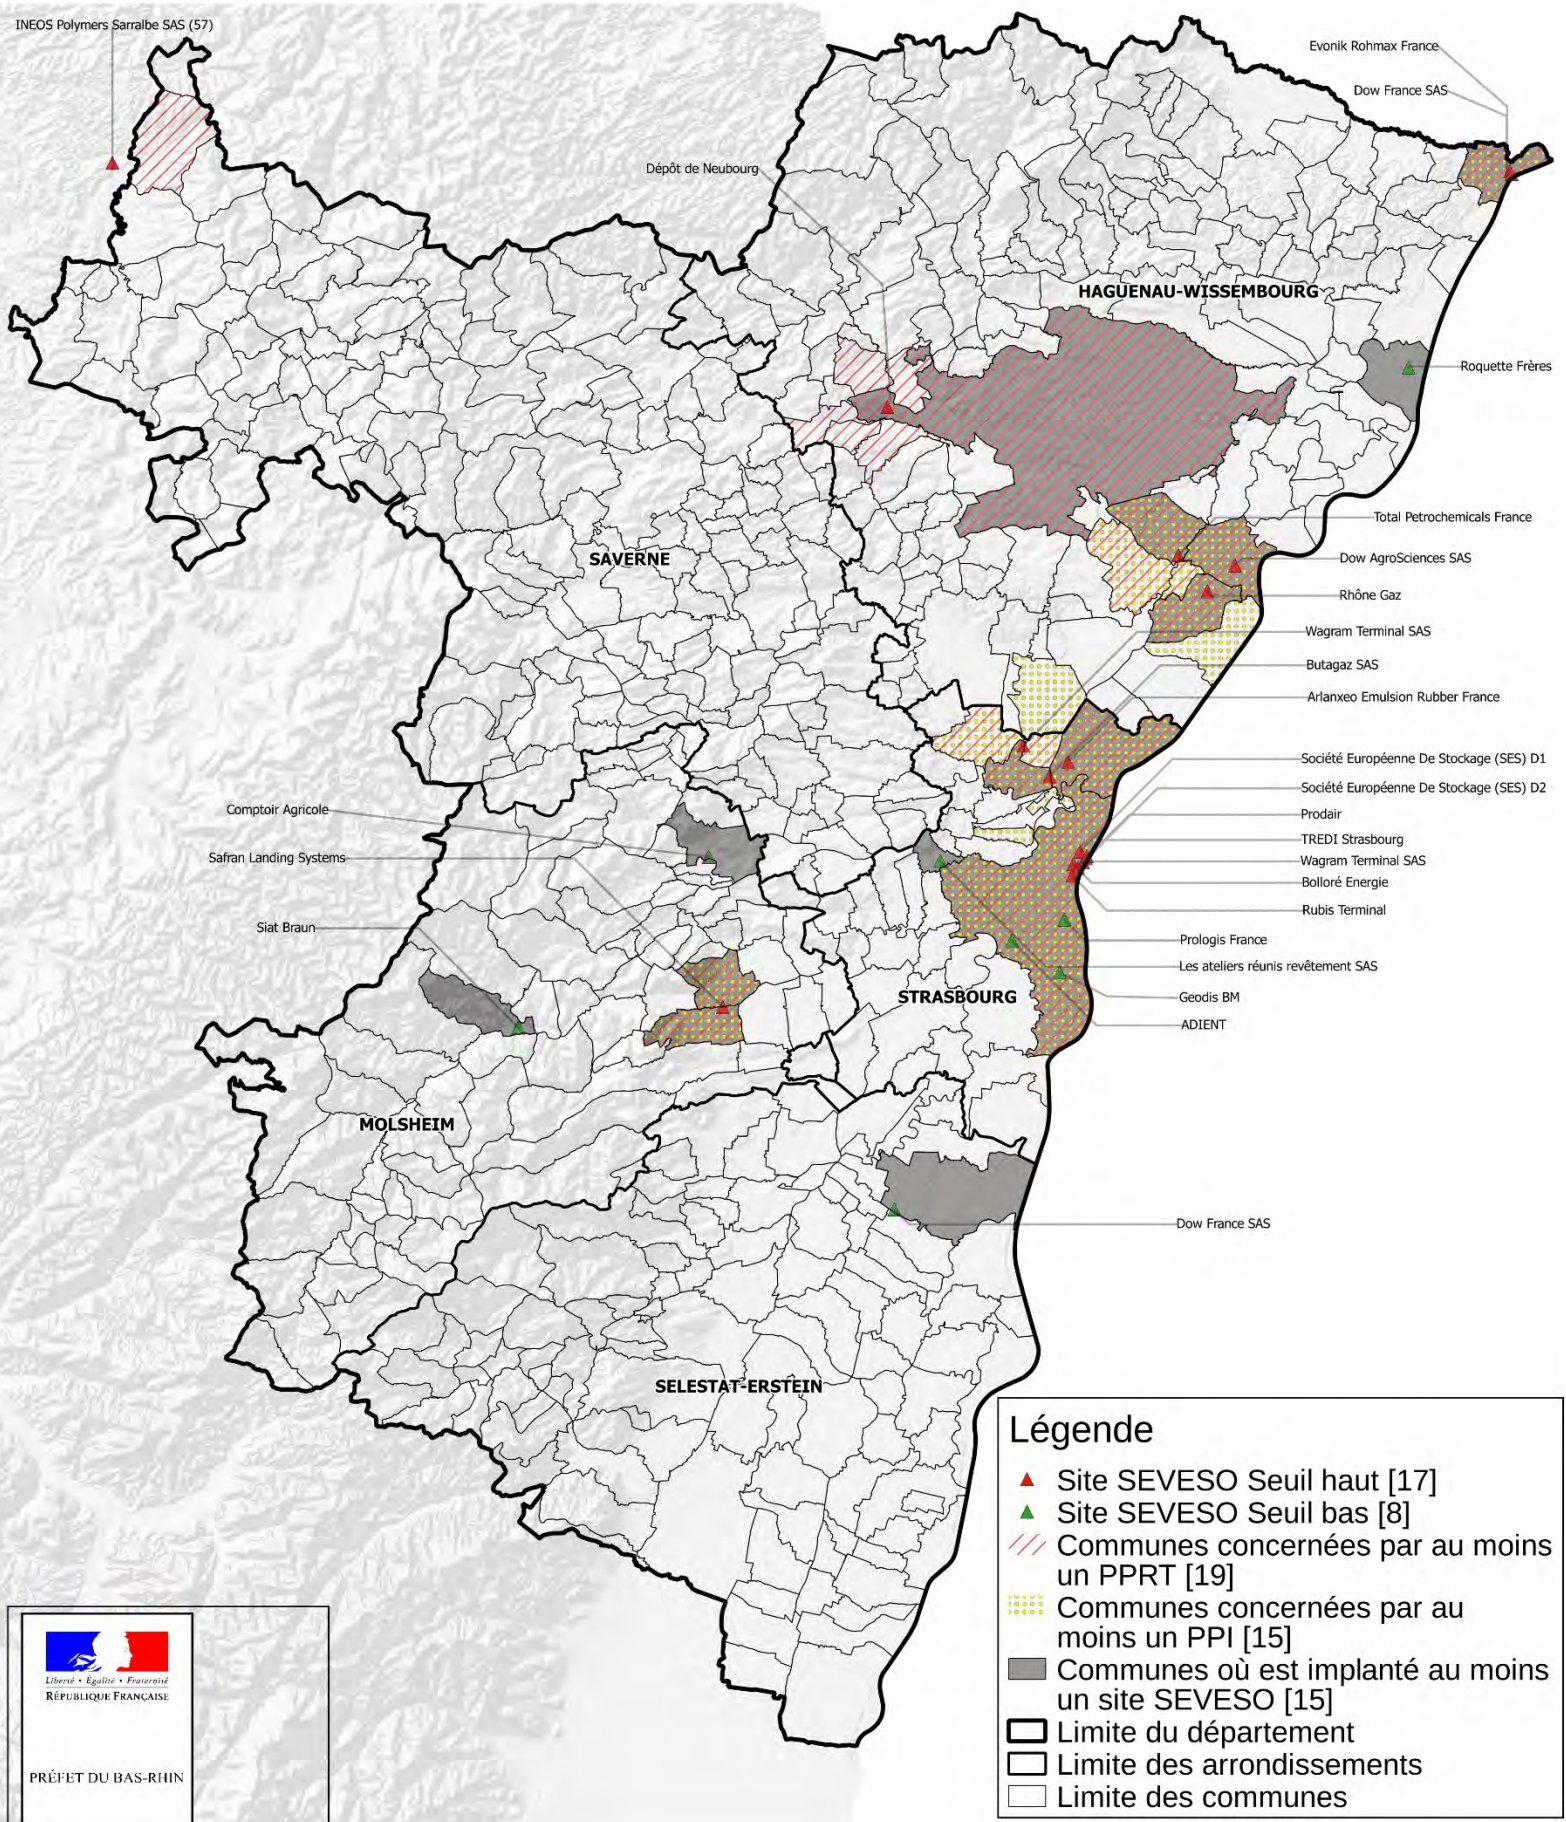 INEOS Polymers Sarralbe SAS (57)
Evonik Rohmax France
Dow France SAS
Dépôt de Neubourg
HAGUENAU-WISSEMBOURG
Roquette Frères
Total Petrochemicals France
SAVERNE
Dow AgroSciences SAS
Rhône Gaz
Wagram Terminal SAS
Butagaz SAS
Arlanxeo Emulsion Rubber France
Société Européenne De Stockage (SES) D1
Société Européenne De Stockage (SES) D2
Comptoir Agricole
Prodair
TREDI Strasbourg
Safran Landing Systems
Wagram Terminal SAS
Bolloré Energie
Rubis Terminal
Siat Braun
Prologis France
Les ateliers réunis revêtement SAS
STRASBOURG
Geodis BM
ADIENT
MOLSHEIM
Dow France SAS
SELESTAT-ERSTEIN
Légende
Site SEVESO Seuil haut [17]
Site SEVESO Seuil bas [8]
Communes concernées par au moins
un PPRT [19]
Communes concernées par au
moins un PPI [15]
Communes où est implanté au moins
un site SEVESO [15]
Limite du département
Limite des arrondissements
Limite des communes
Liberté • Égalité • Fraternité
RÉPUBLIQUE FRANÇAISE
PRÉFET DU BAS-RHIN